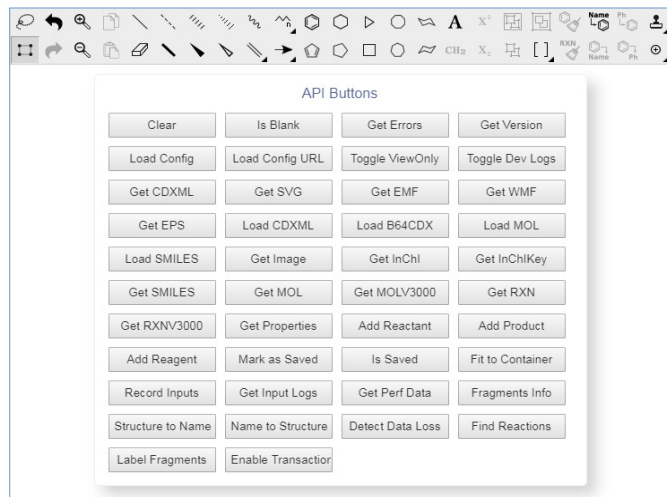 A X² Name Ph
CH₂ X₂ [ ] RXN Name Ph
API Buttons
Clear Is Blank Get Errors Get Version
Load Config Load Config URL Toggle ViewOnly Toggle Dev Logs
Get CDXML Get SVG Get EMF Get WMF
Get EPS Load CDXML Load B64CDX Load MOL
Load SMILES Get Image Get InChI Get InChIKey
Get SMILES Get MOL Get MOLV3000 Get RXN
Get RXNV3000 Get Properties Add Reactant Add Product
Add Reagent Mark as Saved Is Saved Fit to Container
Record Inputs Get Input Logs Get Perf Data Fragments Info
Structure to Name Name to Structure Detect Data Loss Find Reactions
Label Fragments Enable Transaction